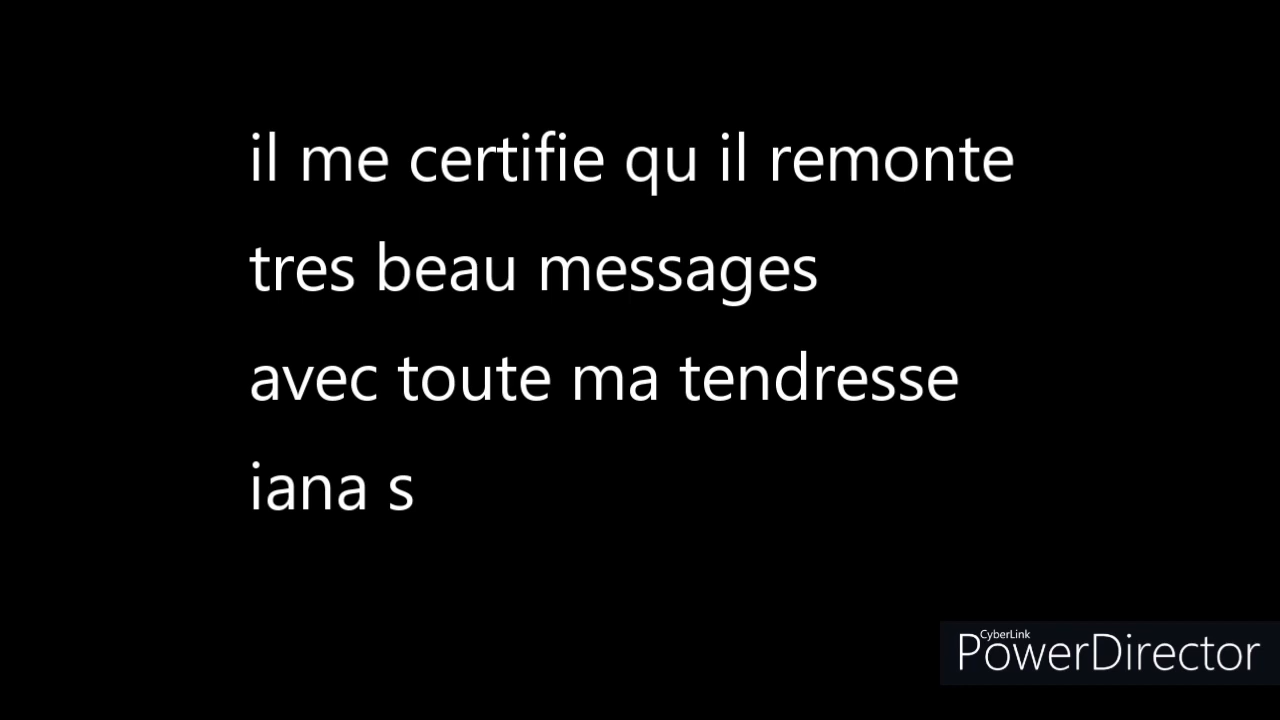 il me certifie qu il remonte
tres beau messages
avec toute ma tendresse
iana s
CyberLink
PowerDirector